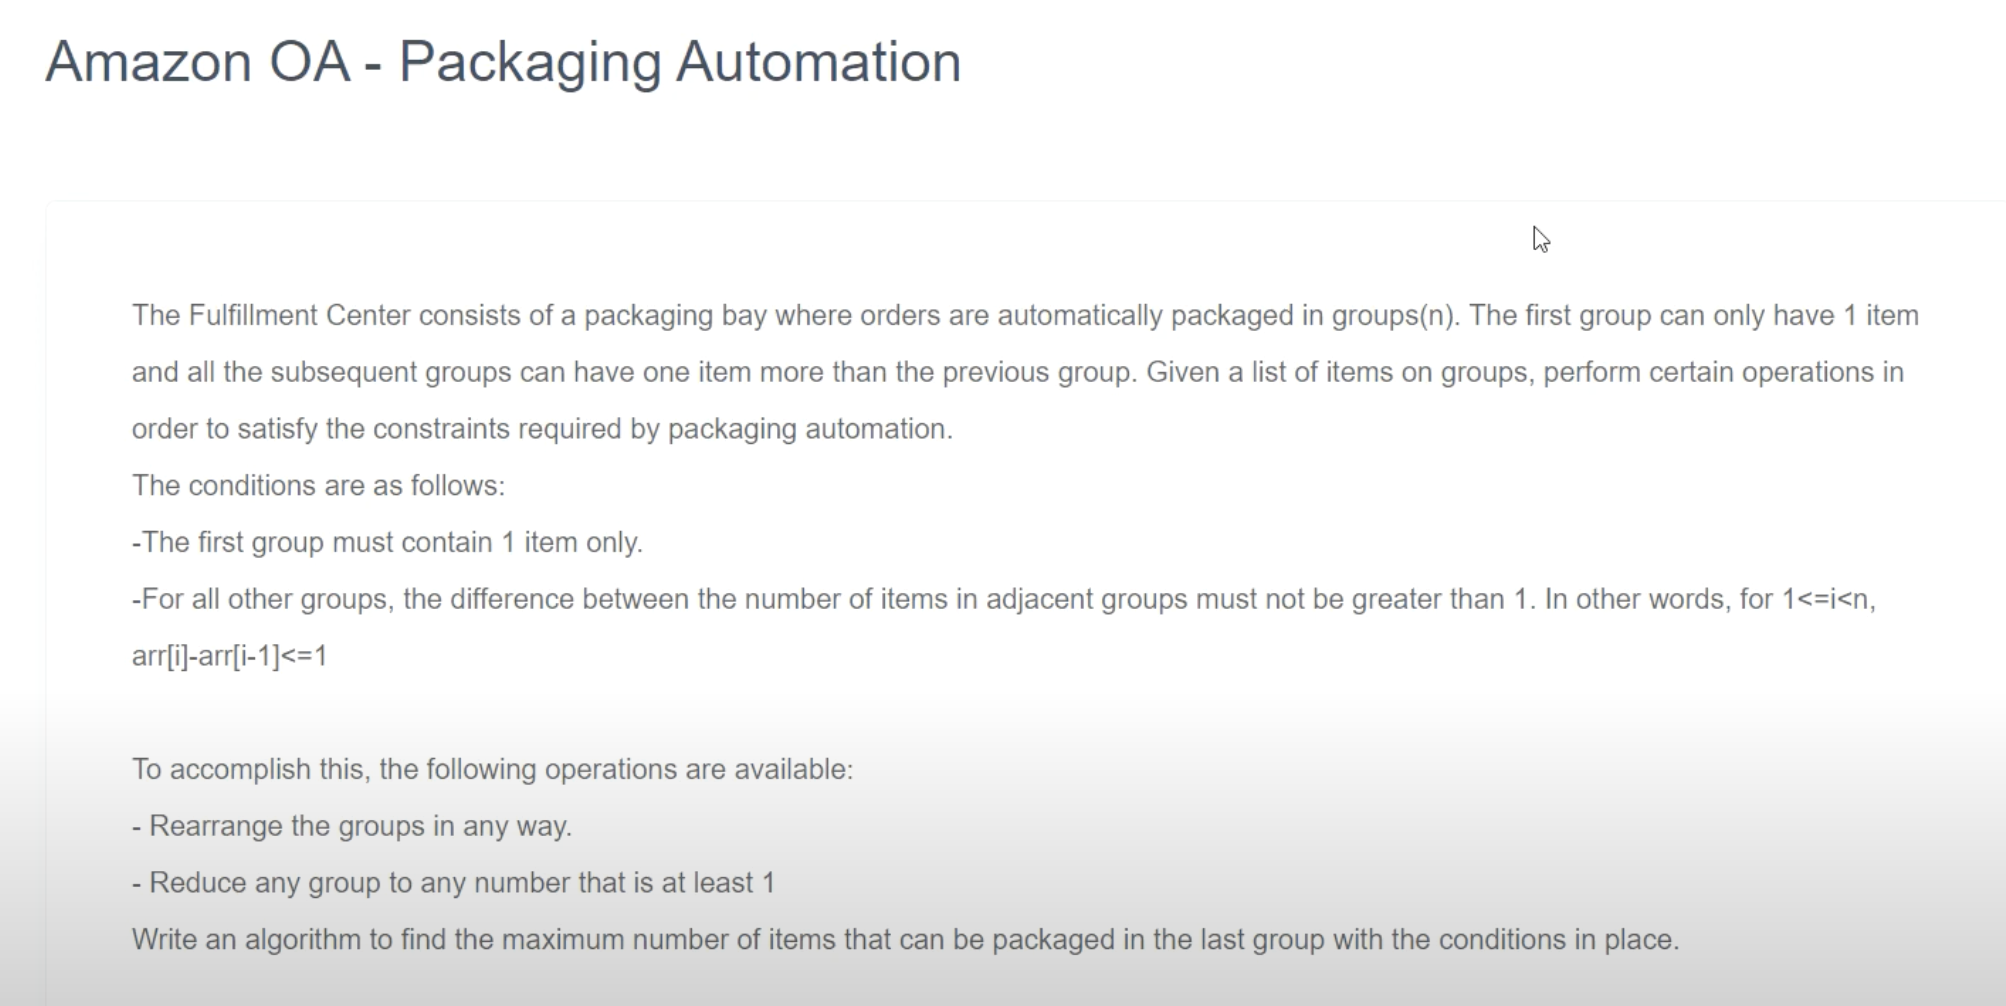 Amazon OA - Packaging Automation
The Fulfillment Center consists of a packaging bay where orders are automatically packaged in groups(n). The first group can only have 1 item
and all the subsequent groups can have one item more than the previous group. Given a list of items on groups, perform certain operations in
order to satisfy the constraints required by packaging automation.
The conditions are as follows:
-The first group must contain 1 item only.
-For all other groups, the difference between the number of items in adjacent groups must not be greater than 1. In other words, for 1<=i<n,
arr[i]-arr[i-1]<=1
To accomplish this, the following operations are available:
- Rearrange the groups in any way.
- Reduce any group to any number that is at least 1
Write an algorithm to find the maximum number of items that can be packaged in the last group with the conditions in place.